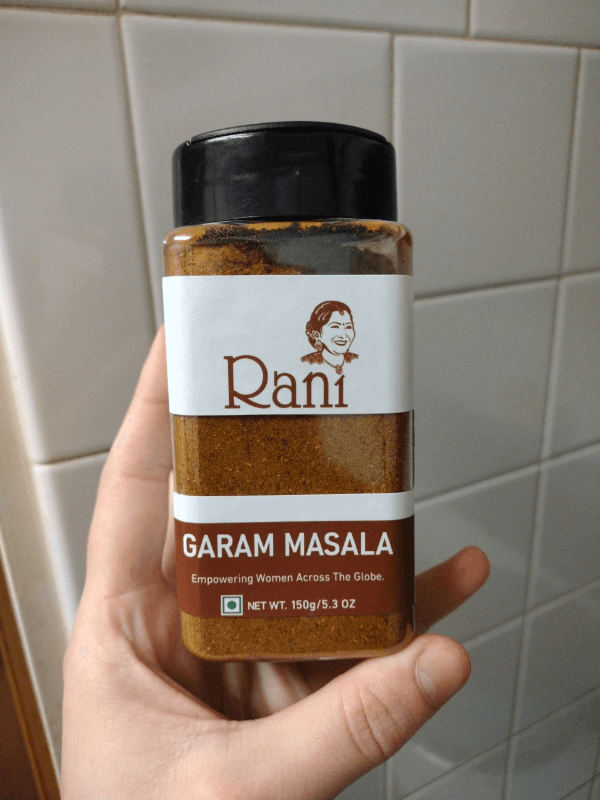 Rani
GARAM MASALA
Empowering Women Across The Globe.
NET WT. 150g/5.3 OZ